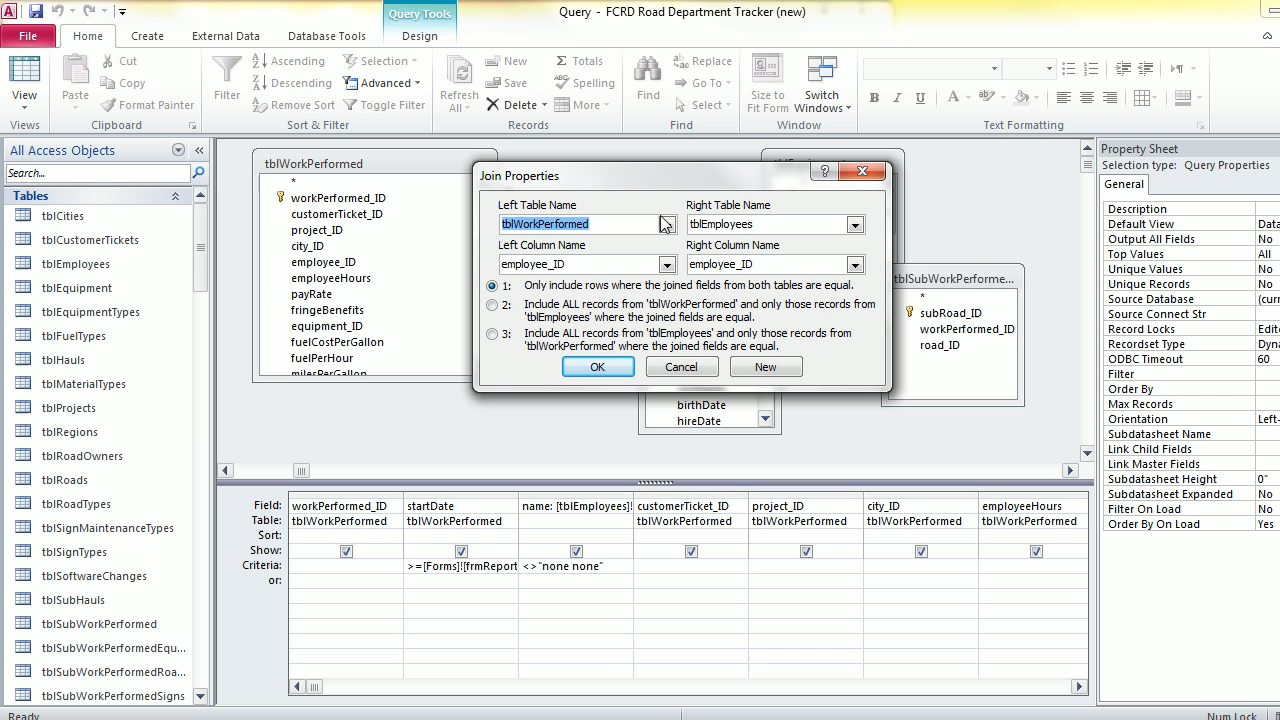 Query Tools
Query - FCRD Road Department Tracker (new)
File
Home
Create
External Data
Database Tools
Design
View
Views
Paste
Cut
Copy
Format Painter
Clipboard
Filter
Ascending
Descending
Remove Sort
Selection
Advanced
Toggle Filter
Sort & Filter
Refresh
All
New
Save
Delete
Totals
Spelling
More
Records
Find
Replace
Go To
Select
Find
Size to
Fit Form
Switch
Windows
Window
Text Formatting
All Access Objects
Search...
Tables
tblCities
tblCustomerTickets
tblEmployees
tblEquipment
tblEquipmentTypes
tblFuelTypes
tblHauls
tblMaterialTypes
tblProjects
tblRegions
tblRoadOwners
tblRoads
tblRoadTypes
tblSignMaintenanceTypes
tblSignTypes
tblSoftwareChanges
tblSubHauls
tblSubWorkPerformed
tblSubWorkPerformedEqu...
tblSubWorkPerformedRoa...
tblSubWorkPerformedSigns
tblWorkPerformed
*
workPerformed_ID
customerTicket_ID
project_ID
city_ID
employee_ID
employeeHours
payRate
fringeBenefits
equipment_ID
fuelCostPerGallon
fuelPerHour
milesPerGallon
Join Properties
Left Table Name
Right Table Name
tblWorkPerformed
tblEmployees
Left Column Name
Right Column Name
employee_ID
employee_ID
1: Only include rows where the joined fields from both tables are equal.
2: Include ALL records from 'tblWorkPerformed' and only those records from
'tblEmployees' where the joined fields are equal.
3: Include ALL records from 'tblEmployees' and only those records from
'tblWorkPerformed' where the joined fields are equal.
OK
Cancel
New
birthDate
hireDate
tblSubWorkPerforme...
*
subRoad_ID
workPerformed_ID
road_ID
Field: workPerformed_ID startDate name: [tblEmployees]! customerTicket_ID project_ID city_ID employeeHours
Table: tblWorkPerformed tblWorkPerformed tblWorkPerformed tblWorkPerformed tblWorkPerformed tblWorkPerformed
Sort:
Show:
Criteria: >=[Forms]![frmReport <>"none none"
or:
Property Sheet
Selection type: Query Properties
General
Description
Default View Data
Output All Fields No
Top Values All
Unique Values No
Unique Records No
Source Database (curr
Source Connect Str
Record Locks Edite
Recordset Type Dyna
ODBC Timeout 60
Filter
Order By
Max Records
Orientation Left-
Subdatasheet Name
Link Child Fields
Link Master Fields
Subdatasheet Height 0"
Subdatasheet Expanded No
Filter On Load No
Order By On Load Yes
Ready
Num Lock